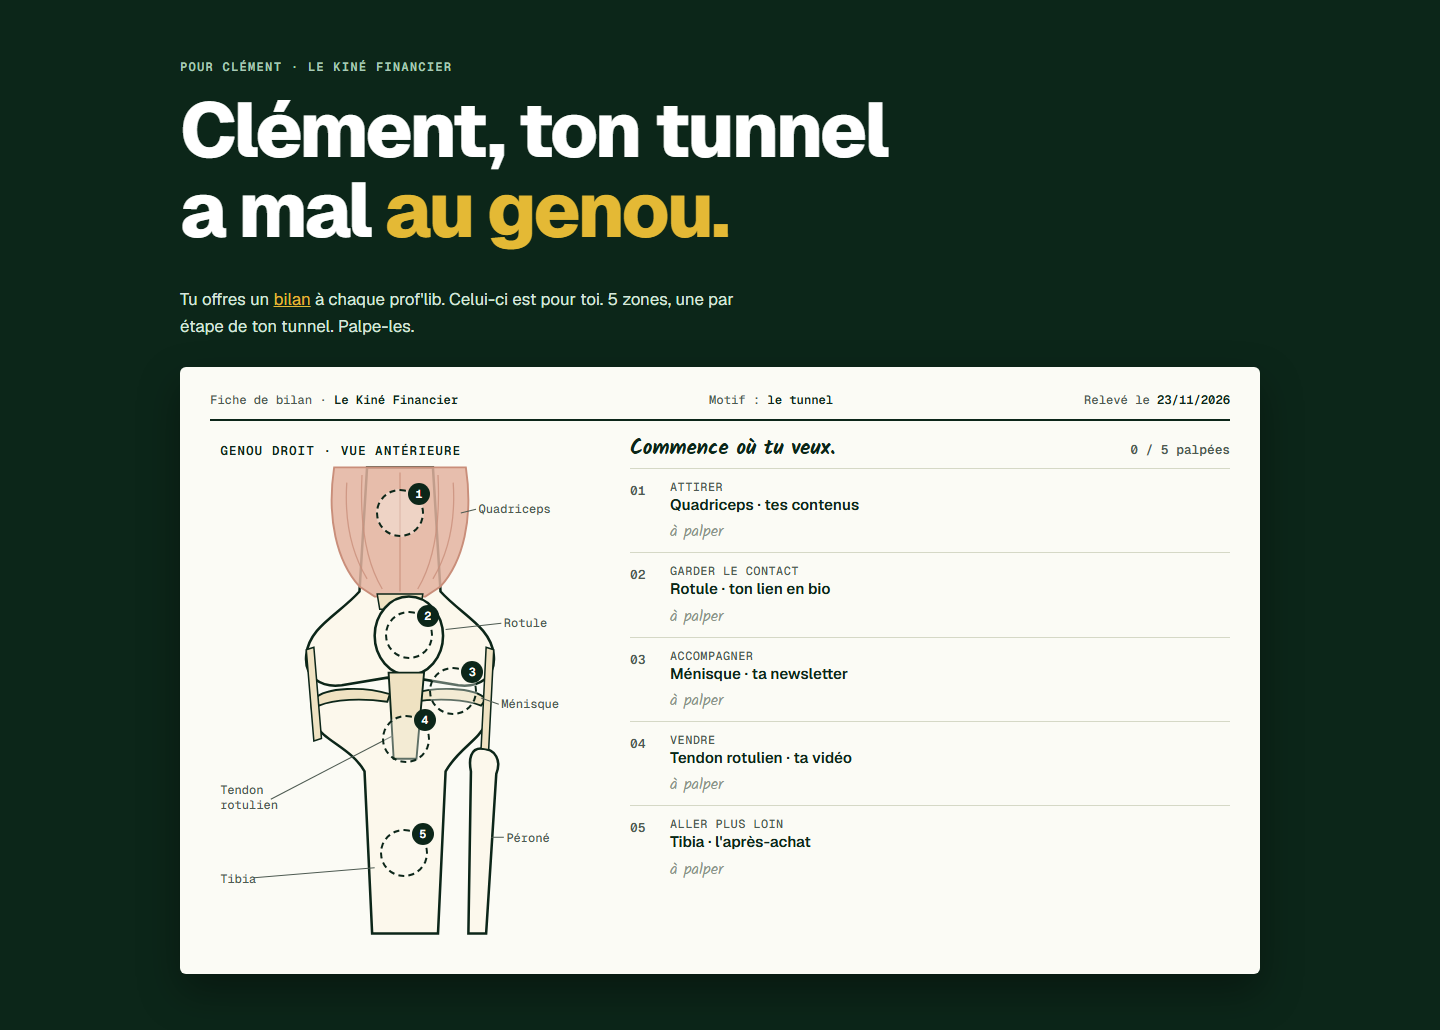 POUR CLÉMENT · LE KINÉ FINANCIER
Clément, ton tunnel
a mal au genou.
Tu offres un bilan à chaque prof'lib. Celui-ci est pour toi. 5 zones, une par
étape de ton tunnel. Palpe-les.
Fiche de bilan · Le Kiné Financier
Motif : le tunnel
Relevé le 23/11/2026
GENOU DROIT · VUE ANTÉRIEURE
1
Quadriceps
2
Rotule
3
Ménisque
4
Tendon
rotulien
5
Péroné
Tibia
Commence où tu veux.
0 / 5 palpées
01
ATTIRER
Quadriceps · tes contenus
à palper
02
GARDER LE CONTACT
Rotule · ton lien en bio
à palper
03
ACCOMPAGNER
Ménisque · ta newsletter
à palper
04
VENDRE
Tendon rotulien · ta vidéo
à palper
05
ALLER PLUS LOIN
Tibia · l'après-achat
à palper